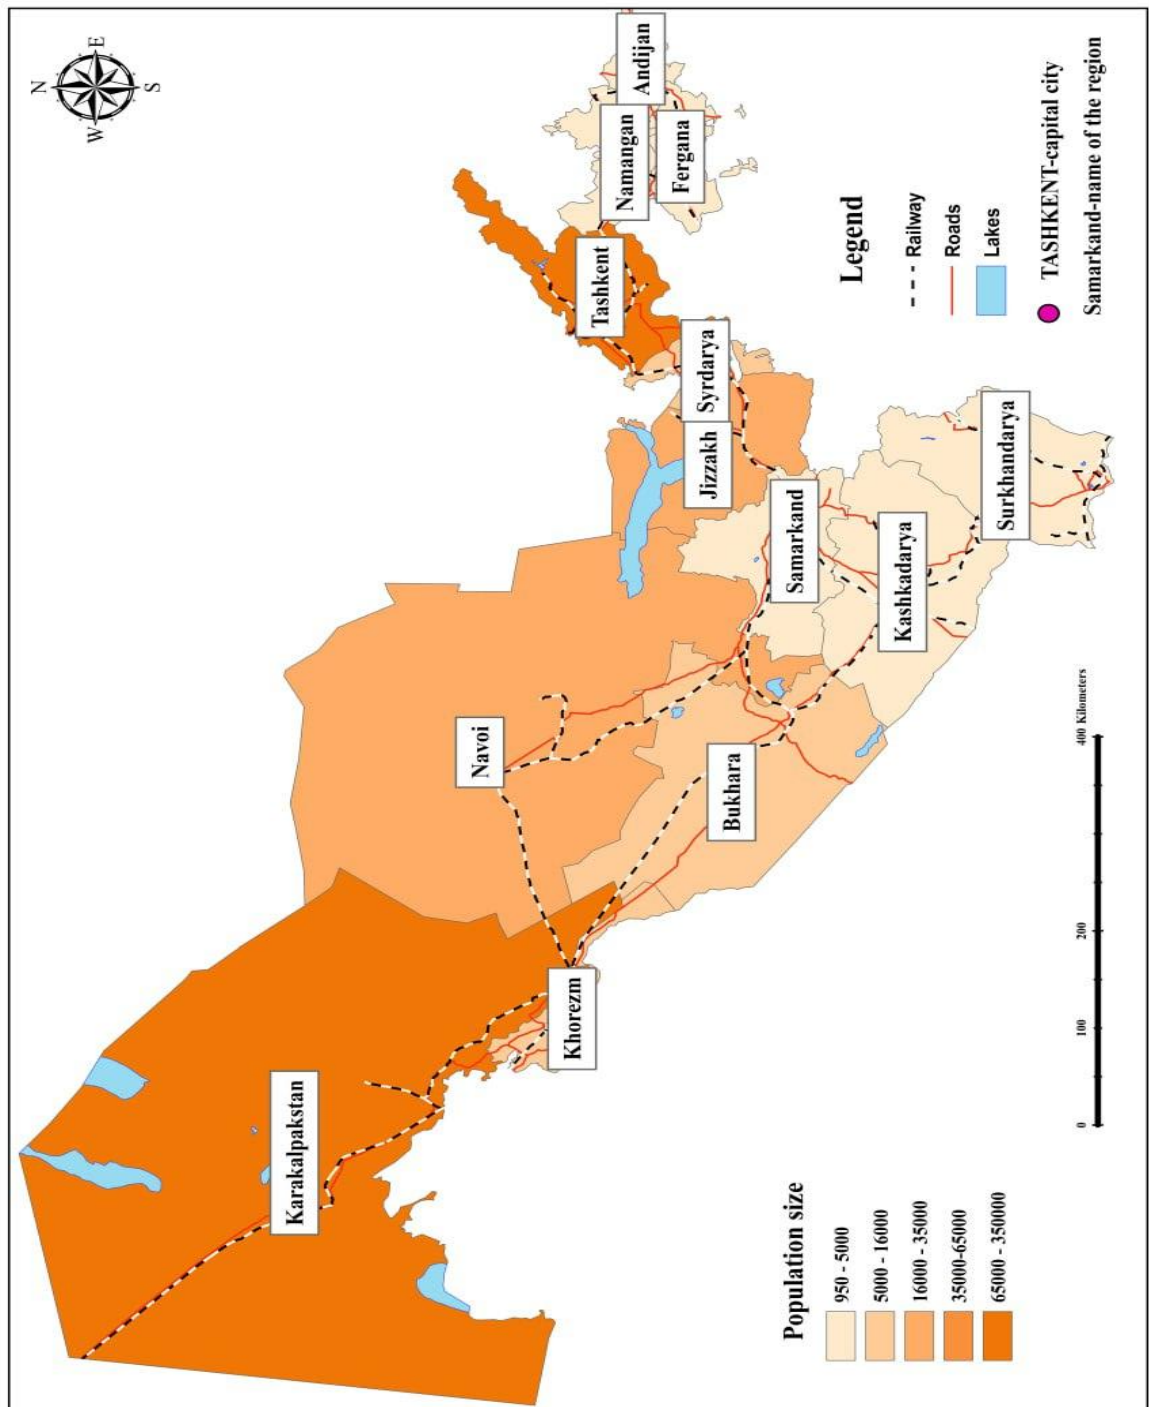 N
E
W
S
Karakalpakstan
Khorezm
Navoi
Bukhara
Samarkand
Kashkadarya
Surkhandarya
Jizzakh
Syrdarya
Tashkent
Namangan
Fergana
Andijan
Population size
950 - 5000
5000 - 16000
16000 - 35000
35000-65000
65000 - 350000
0
100
200
400 Kilometers
Legend
Railway
Roads
Lakes
TASHKENT-capital city
Samarkand-name of the region